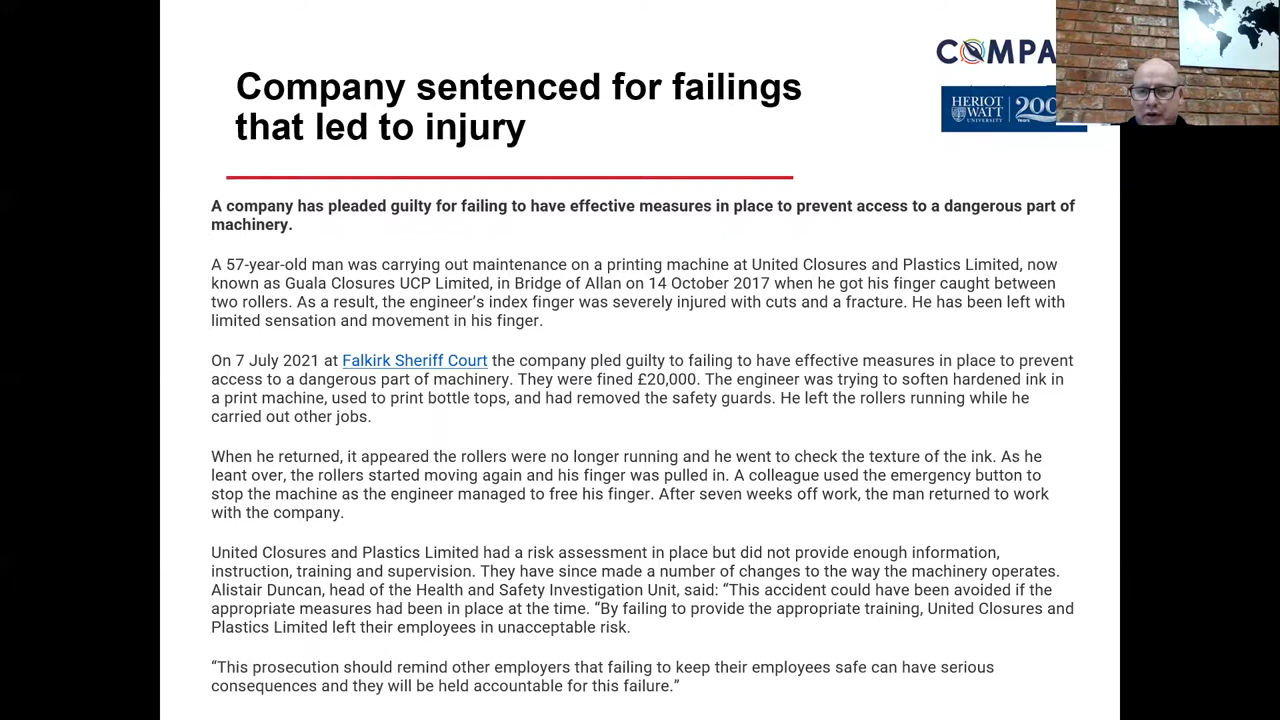 Company sentenced for failings
that led to injury
COMPA
HERIOT
WATT
UNIVERSITY
200
Years
A company has pleaded guilty for failing to have effective measures in place to prevent access to a dangerous part of
machinery.
A 57-year-old man was carrying out maintenance on a printing machine at United Closures and Plastics Limited, now
known as Guala Closures UCP Limited, in Bridge of Allan on 14 October 2017 when he got his finger caught between
two rollers. As a result, the engineer’s index finger was severely injured with cuts and a fracture. He has been left with
limited sensation and movement in his finger.
On 7 July 2021 at Falkirk Sheriff Court the company pled guilty to failing to have effective measures in place to prevent
access to a dangerous part of machinery. They were fined £20,000. The engineer was trying to soften hardened ink in
a print machine, used to print bottle tops, and had removed the safety guards. He left the rollers running while he
carried out other jobs.
When he returned, it appeared the rollers were no longer running and he went to check the texture of the ink. As he
leant over, the rollers started moving again and his finger was pulled in. A colleague used the emergency button to
stop the machine as the engineer managed to free his finger. After seven weeks off work, the man returned to work
with the company.
United Closures and Plastics Limited had a risk assessment in place but did not provide enough information,
instruction, training and supervision. They have since made a number of changes to the way the machinery operates.
Alistair Duncan, head of the Health and Safety Investigation Unit, said: “This accident could have been avoided if the
appropriate measures had been in place at the time. “By failing to provide the appropriate training, United Closures and
Plastics Limited left their employees in unacceptable risk.
“This prosecution should remind other employers that failing to keep their employees safe can have serious
consequences and they will be held accountable for this failure.”